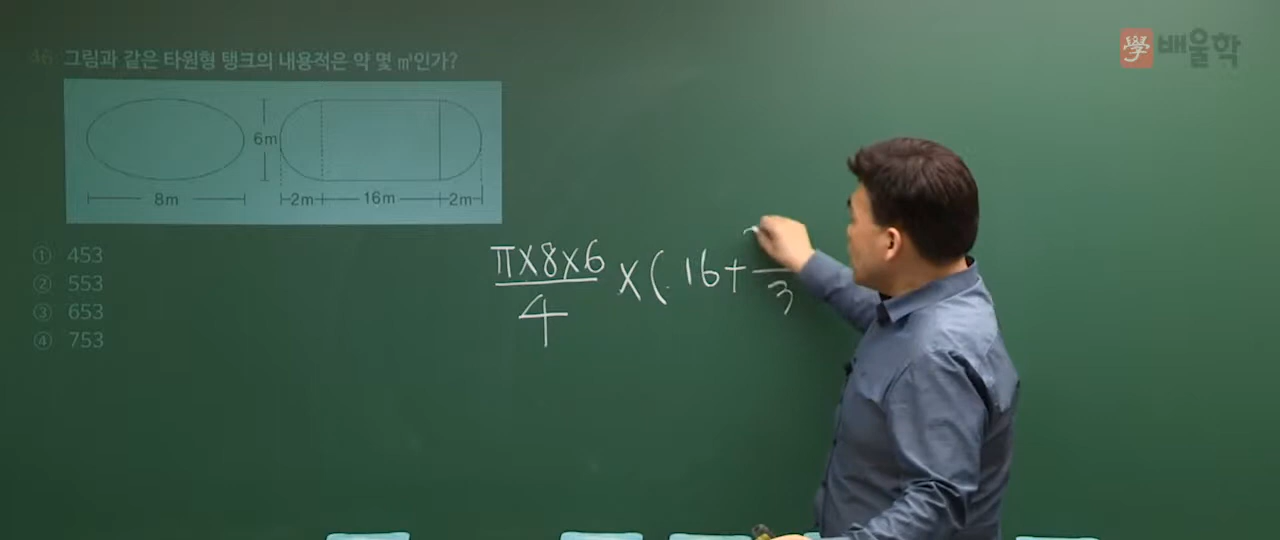 學 배울학
46 그림과 같은 타원형 탱크의 내용적은 약 몇 ㎥인가?
6m
8m
2m 16m 2m
① 453
② 553
③ 653
④ 753
π×8×6
4
×( 16+
3